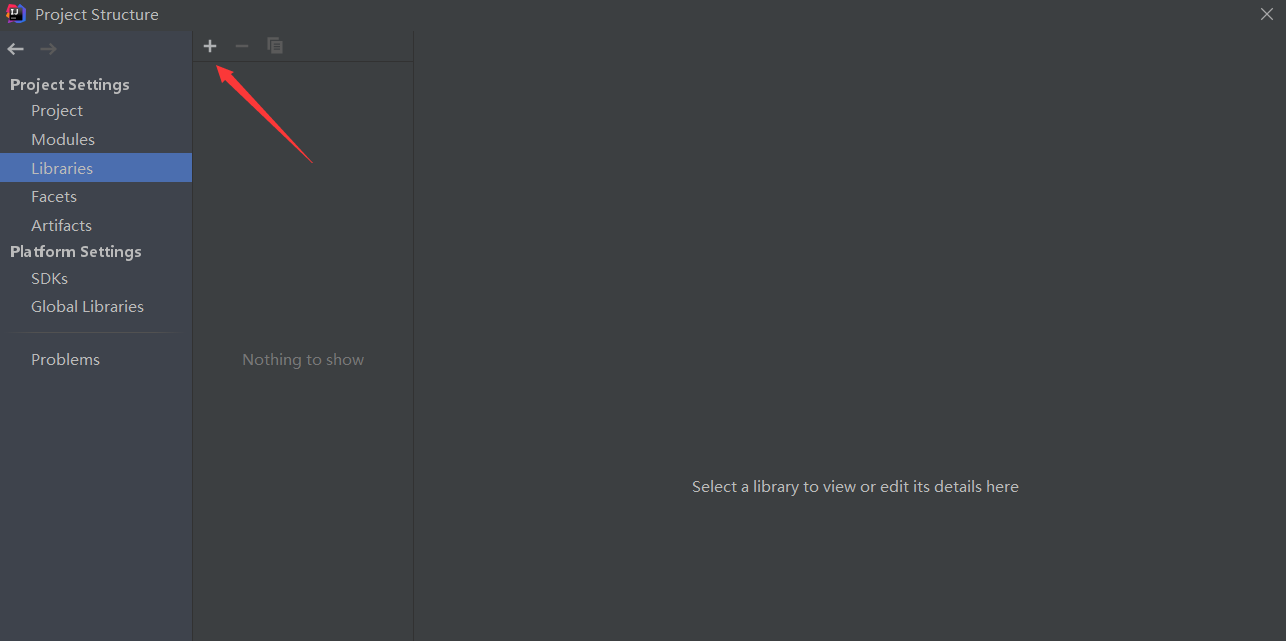 Project Structure
Project Settings
Project
Modules
Libraries
Facets
Artifacts
Platform Settings
SDKs
Global Libraries
Problems
Nothing to show
Select a library to view or edit its details here